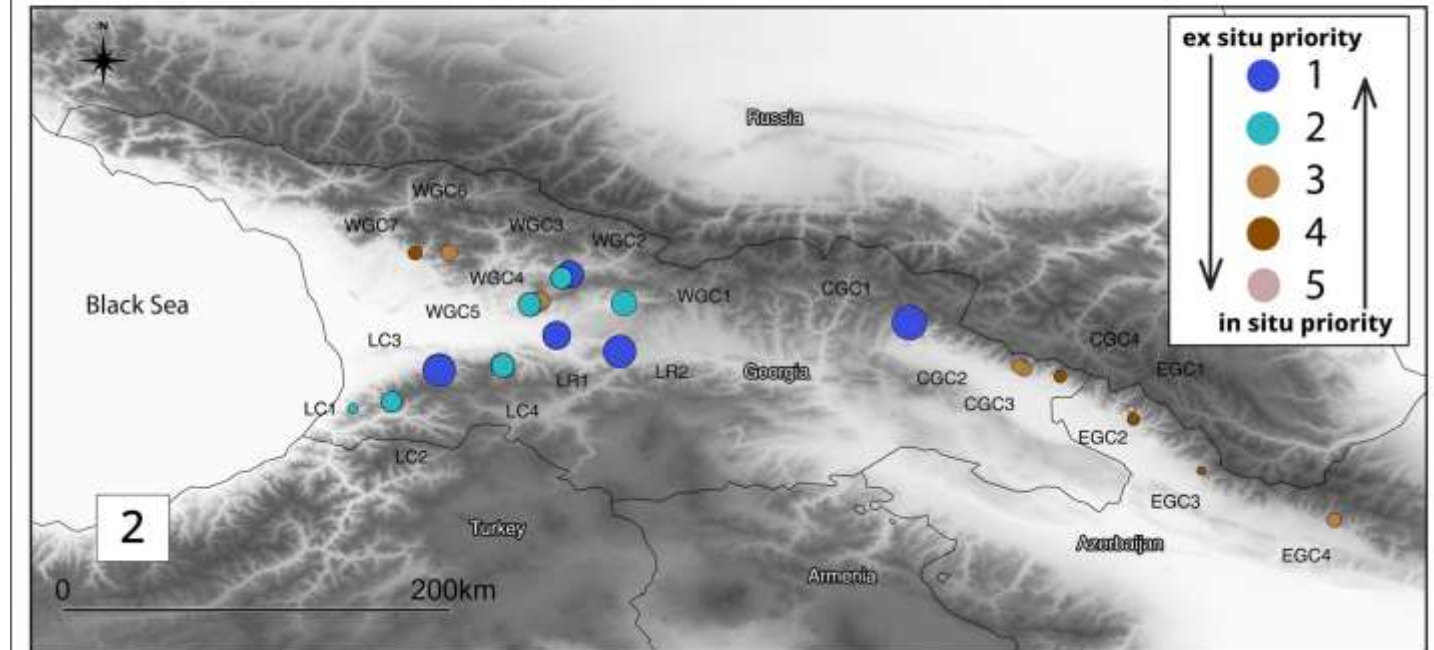 N
ex situ priority
1
2
3
4
5
in situ priority
Russia
WGC6
WGC7
WGC3
WGC2
WGC4
WGC1
CGC1
Black Sea
WGC5
LC3
CGC4
EGC1
LR1
LR2
Georgia
CGC2
LC1
LC4
CGC3
EGC2
LC2
EGC3
2
Turkey
Azerbaijan
EGC4
Armenia
0
200km